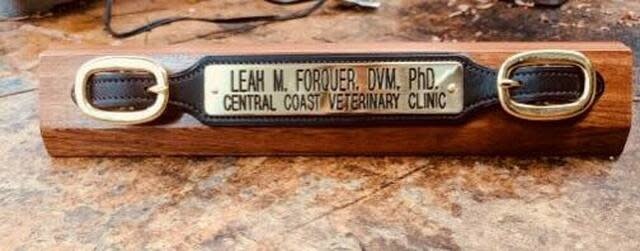 LEAH M. FORQUER, DVM, PhD.
CENTRAL COAST VETERINARY CLINIC